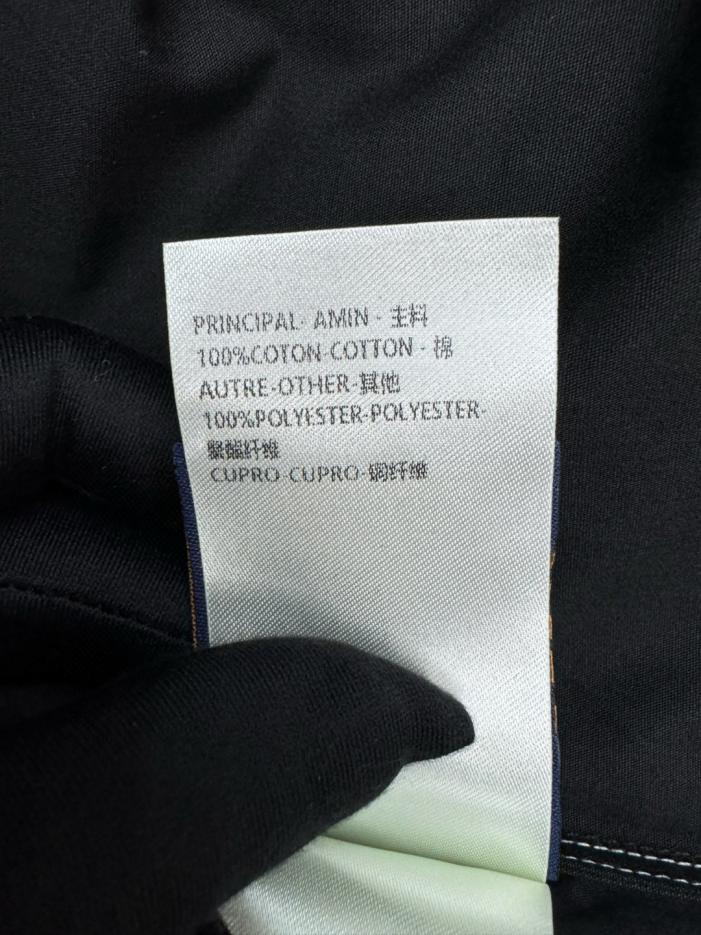 PRINCIPAL- AMIN - 主料
100%COTON-COTTON - 棉
AUTRE-OTHER-其他
100%POLYESTER-POLYESTER-
聚酯纤维
CUPRO-CUPRO-铜纤维